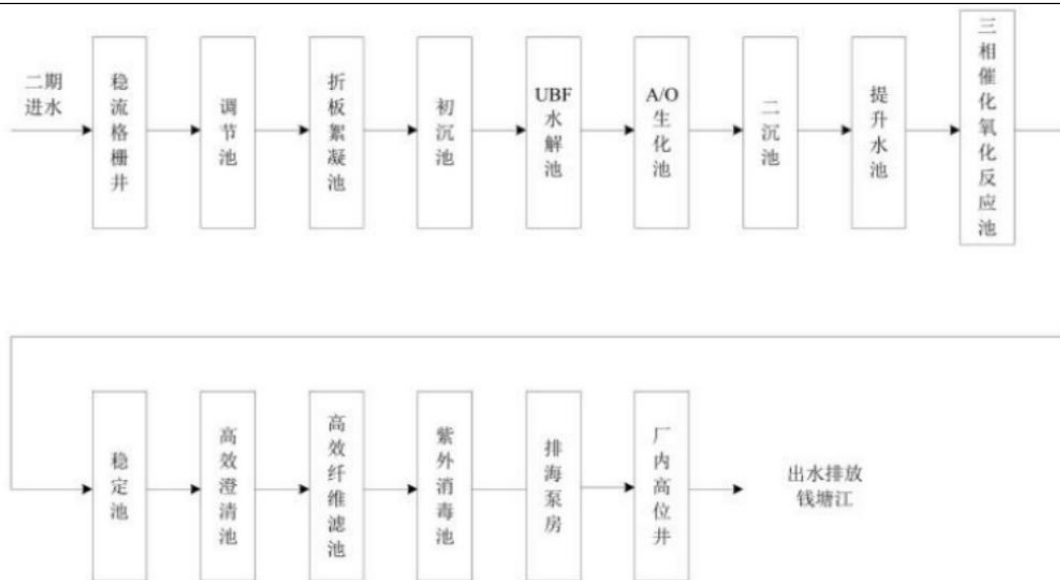 二期
进水
稳流格栅井
调节池
折板絮凝池
初沉池
UBF
水解池
A/O
生化池
二沉池
提升水池
三相催化氧化反应池
稳定池
高效澄清池
高效纤维滤池
紫外消毒池
排海泵房
厂内高位井
出水排放
钱塘江